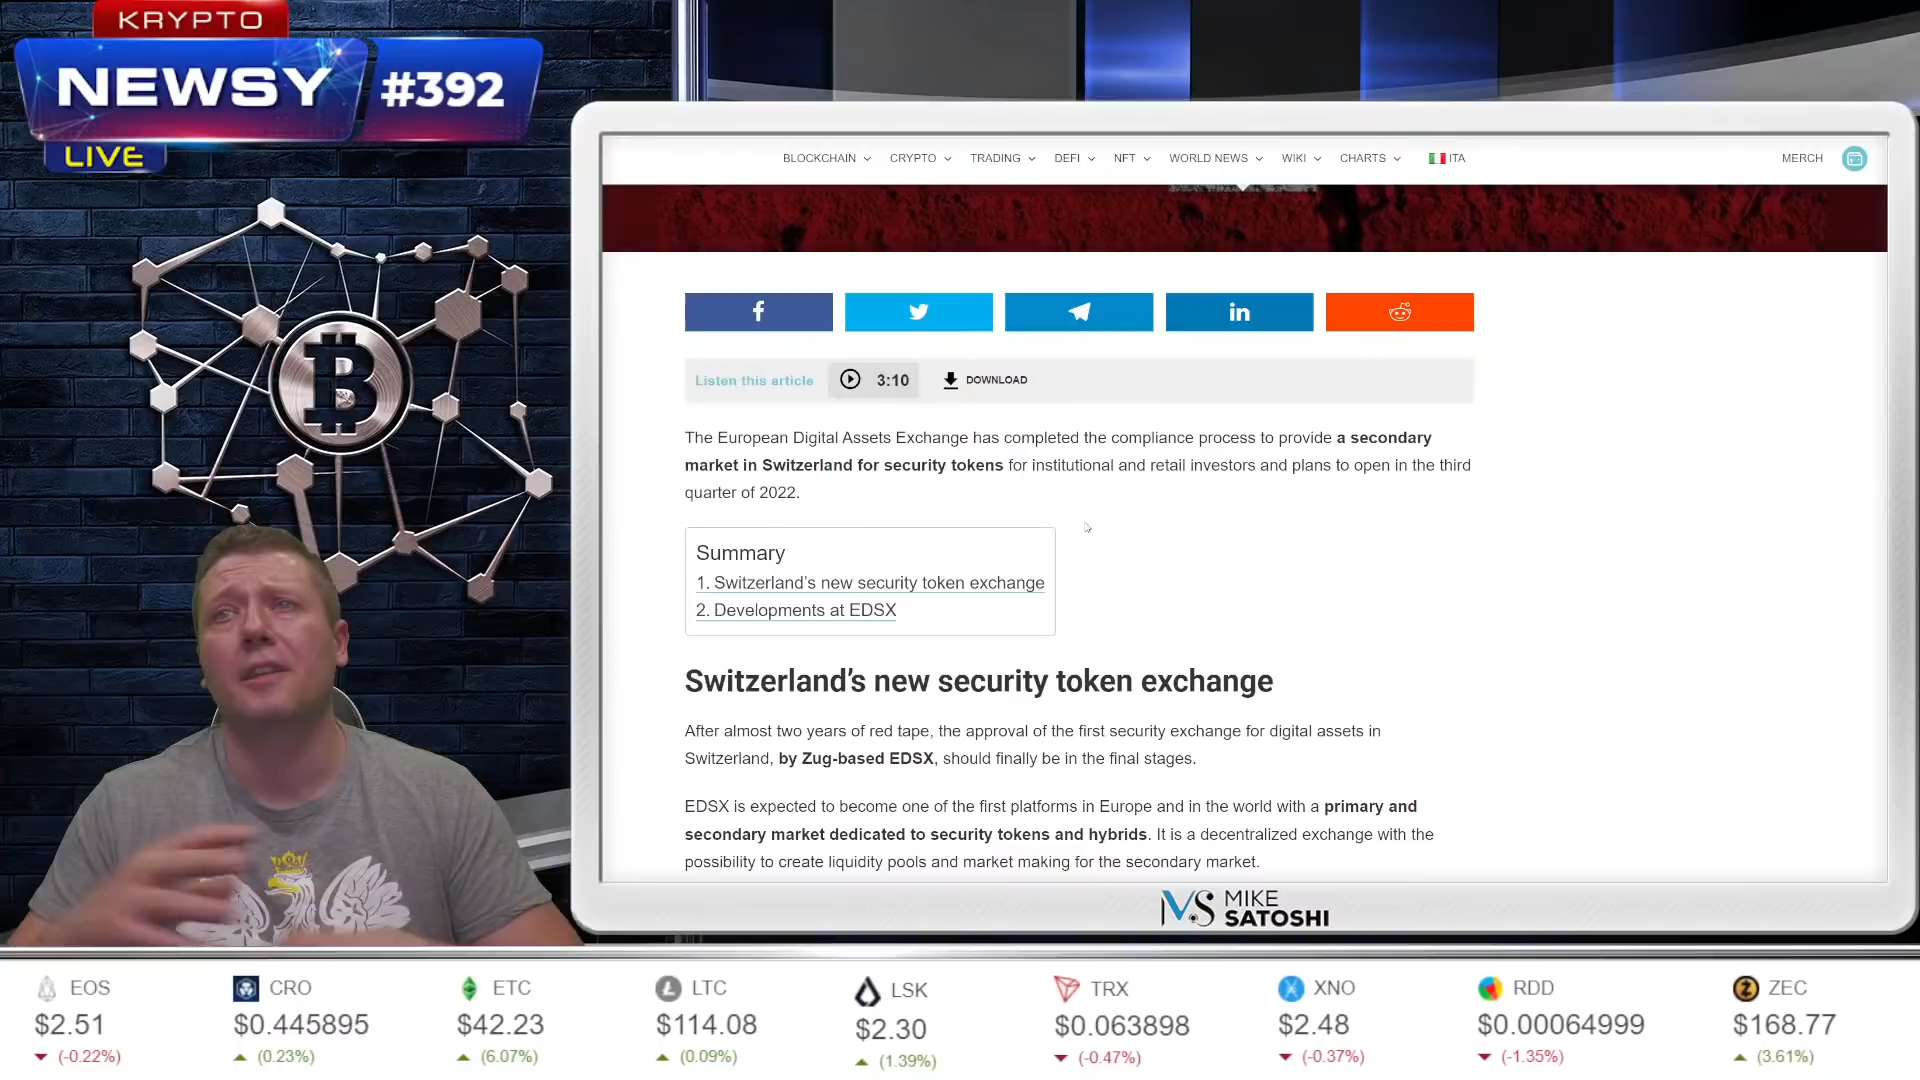 KRYPTO
NEWSY #392
LIVE
BLOCKCHAIN CRYPTO TRADING DEFI NFT WORLD NEWS WIKI CHARTS ITA MERCH
Listen this article 3:10 DOWNLOAD
The European Digital Assets Exchange has completed the compliance process to provide a secondary
market in Switzerland for security tokens for institutional and retail investors and plans to open in the third
quarter of 2022.
Summary
1. Switzerland’s new security token exchange
2. Developments at EDSX
Switzerland’s new security token exchange
After almost two years of red tape, the approval of the first security exchange for digital assets in
Switzerland, by Zug-based EDSX, should finally be in the final stages.
EDSX is expected to become one of the first platforms in Europe and in the world with a primary and
secondary market dedicated to security tokens and hybrids. It is a decentralized exchange with the
possibility to create liquidity pools and market making for the secondary market.
MS MIKE
SATOSHI
EOS CRO ETC LTC LSK TRX XNO RDD ZEC
$2.51 $0.445895 $42.23 $114.08 $2.30 $0.063898 $2.48 $0.00064999 $168.77
(-0.22%) (0.23%) (6.07%) (0.09%) (1.39%) (-0.47%) (-0.37%) (-1.35%) (3.61%)